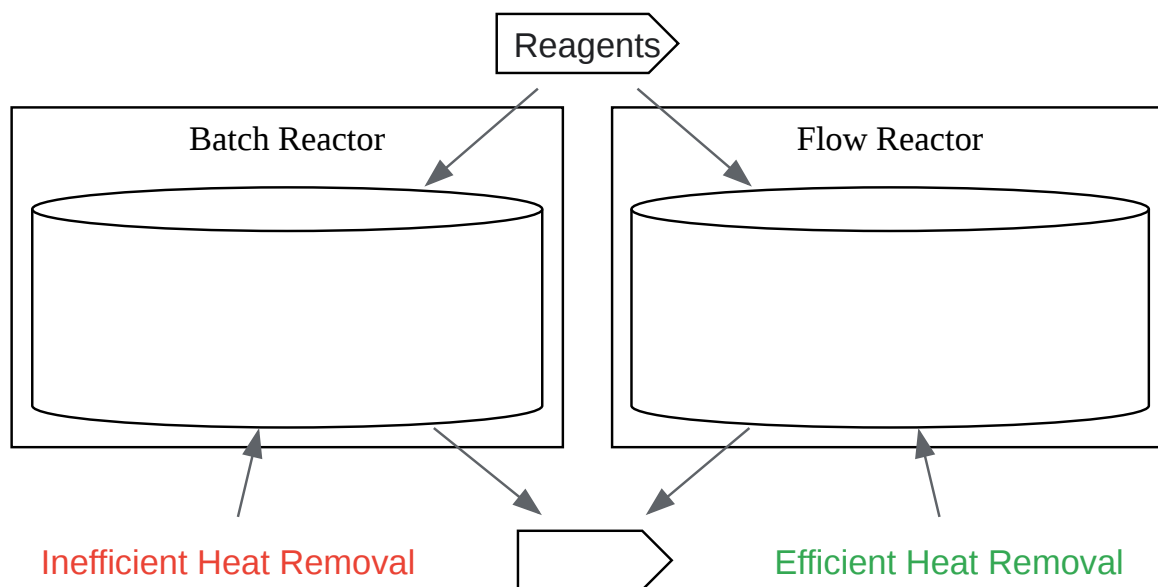 Reagents
Batch Reactor
Flow Reactor
Inefficient Heat Removal
Efficient Heat Removal